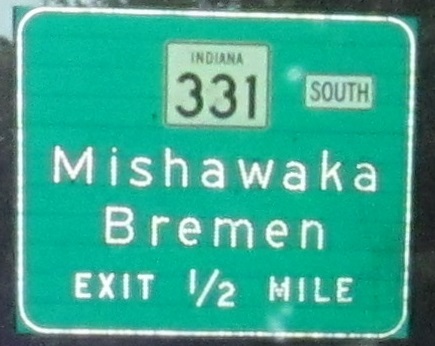 INDIANA
331 SOUTH
Mishawaka
Bremen
EXIT 1/2 MILE